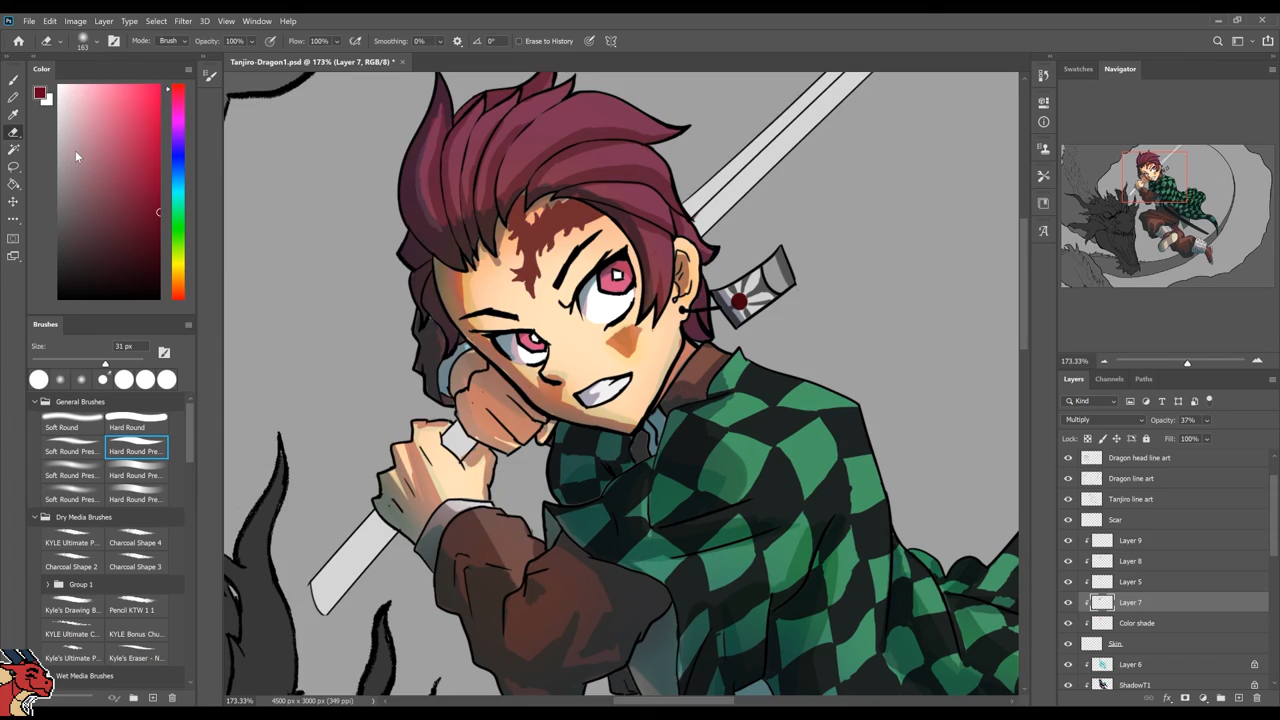 File Edit Image Layer Type Select Filter 3D View Window Help
163 Mode: Brush Opacity: 100% Flow: 100% Smoothing: 0% 0° Erase to History
Tanjiro-Dragon1.psd @ 173% (Layer 7, RGB/8) *
Color
Brushes
Size: 31 px
General Brushes
Soft Round Hard Round
Soft Round Pres... Hard Round Pre...
Soft Round Pres... Hard Round Pre...
Soft Round Pres... Hard Round Pre...
Dry Media Brushes
KYLE Ultimate P... Charcoal Shape 4
Charcoal Shape 2 Charcoal Shape 3
Group 1
Kyle's Drawing B... Pencil KTW 1 1
KYLE Ultimate C... KYLE Bonus Chu...
Kyle's Ultimate P... Kyle's Eraser - N...
Wet Media Brushes
173.33% 4500 px x 3000 px (349 ppi)
Swatches Navigator
173.33%
Layers Channels Paths
Kind
Multiply Opacity: 37%
Lock: Fill: 100%
Dragon head line art
Dragon line art
Tanjiro line art
Scar
Layer 9
Layer 8
Layer 5
Layer 7
Color shade
Skin
Layer 6
ShadowT1